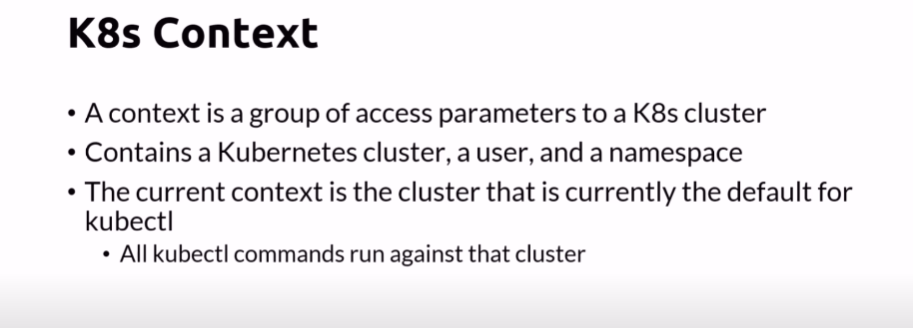 K8s Context
• A context is a group of access parameters to a K8s cluster
• Contains a Kubernetes cluster, a user, and a namespace
• The current context is the cluster that is currently the default for
kubectl
• All kubectl commands run against that cluster